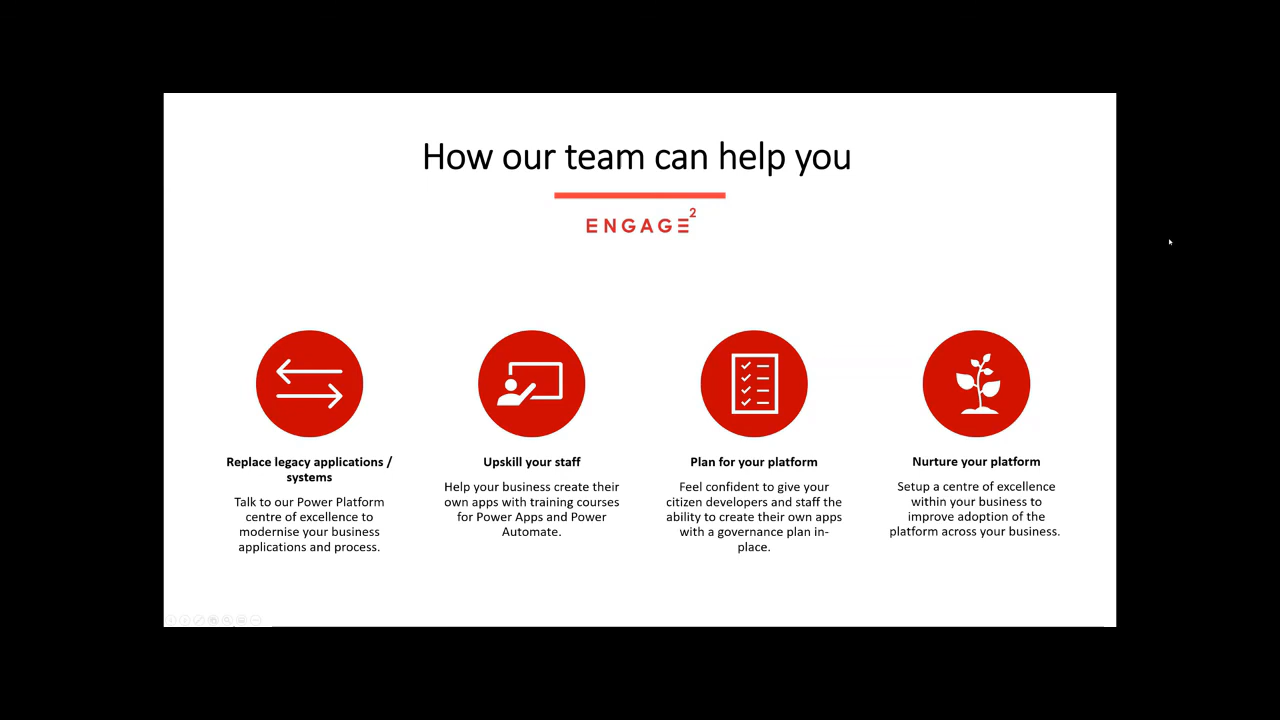 How our team can help you
ENGAGE²
Replace legacy applications /
systems
Talk to our Power Platform
centre of excellence to
modernise your business
applications and process.
Upskill your staff
Help your business create their
own apps with training courses
for Power Apps and Power
Automate.
Plan for your platform
Feel confident to give your
citizen developers and staff the
ability to create their own apps
with a governance plan in-
place.
Nurture your platform
Setup a centre of excellence
within your business to
improve adoption of the
platform across your business.